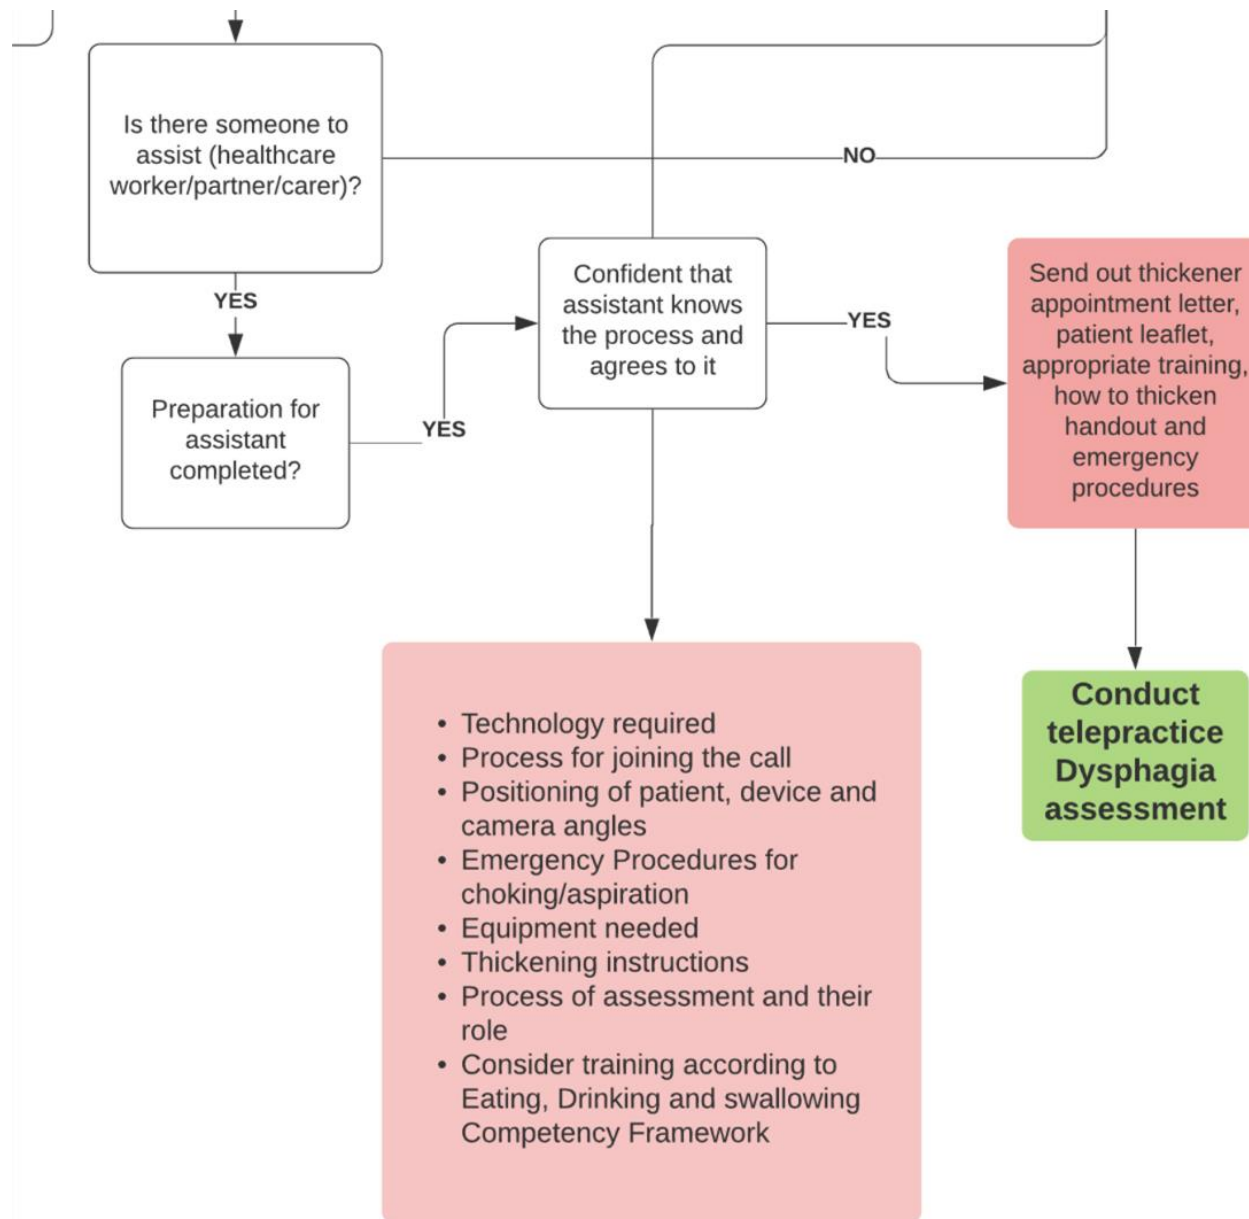 Is there someone to
assist (healthcare
worker/partner/carer)?
NO
YES
Confident that
assistant knows
the process and
agrees to it
YES
Send out thickener
appointment letter,
patient leaflet,
appropriate training,
how to thicken
handout and
emergency
procedures
Preparation for
assistant
completed?
YES
• Technology required
• Process for joining the call
• Positioning of patient, device and
camera angles
• Emergency Procedures for
choking/aspiration
• Equipment needed
• Thickening instructions
• Process of assessment and their
role
• Consider training according to
Eating, Drinking and swallowing
Competency Framework
Conduct
telepractice
Dysphagia
assessment